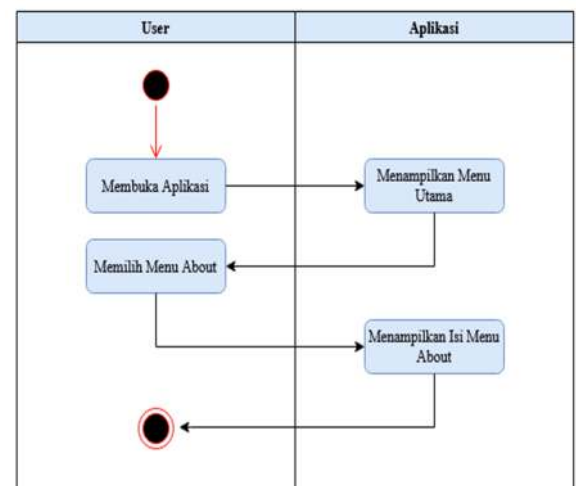 User
Aplikasi
Membuka Aplikasi
Menampilkan Menu
Utama
Memilih Menu About
Menampilkan Isi Menu
About